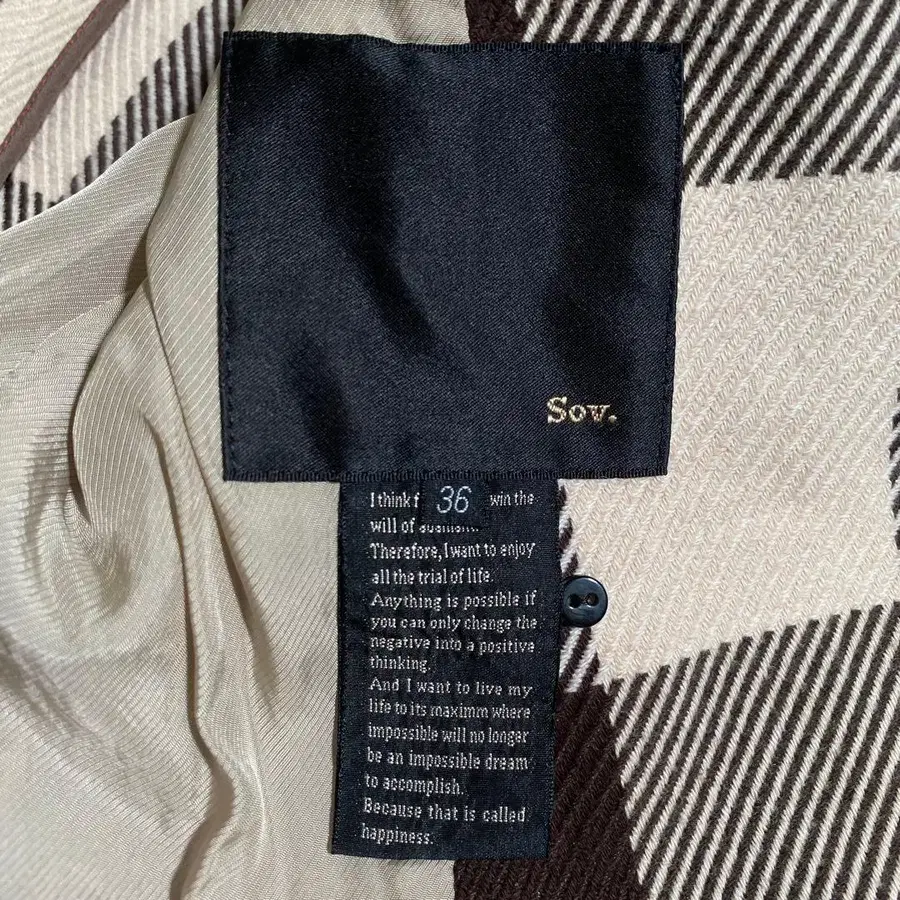 Sov.
36
I think win the
will of
Therefore, I want to enjoy
all the trial of life.
Anything is possible if
you can only change the
negative into a positive
thinking.
And I want to live my
life to its maximm where
impossible will no longer
be an impossible dream
to accomplish.
Because that is called
happiness.